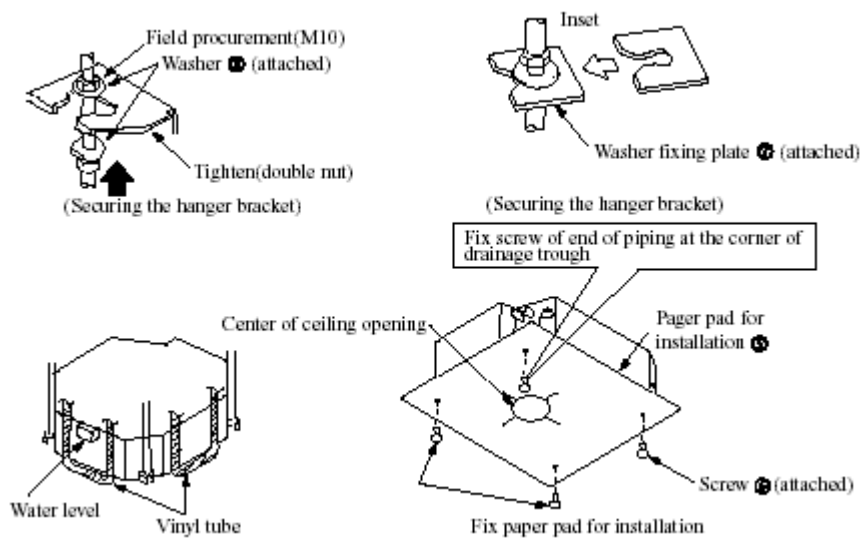 Field procurement(M10)
Washer (attached)
Tighten(double nut)
(Securing the hanger bracket)
Inset
Washer fixing plate (attached)
(Securing the hanger bracket)
Fix screw of end of piping at the corner of
drainage trough
Center of ceiling opening
Pager pad for
installation
Water level
Vinyl tube
Screw (attached)
Fix paper pad for installation